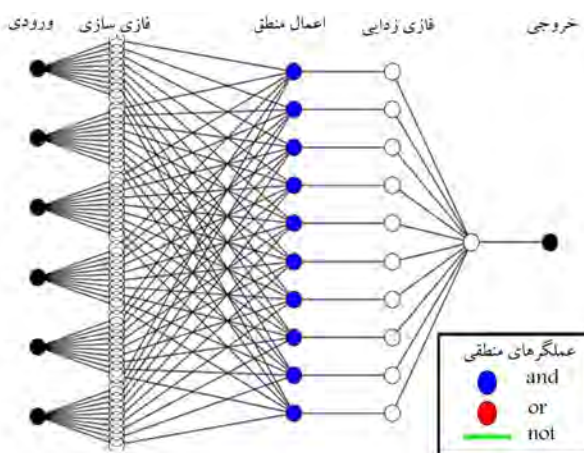 ورودی
فازی سازی
اعمال منطق
فازی زدایی
خروجی
عملگرهای منطقی
and
or
not